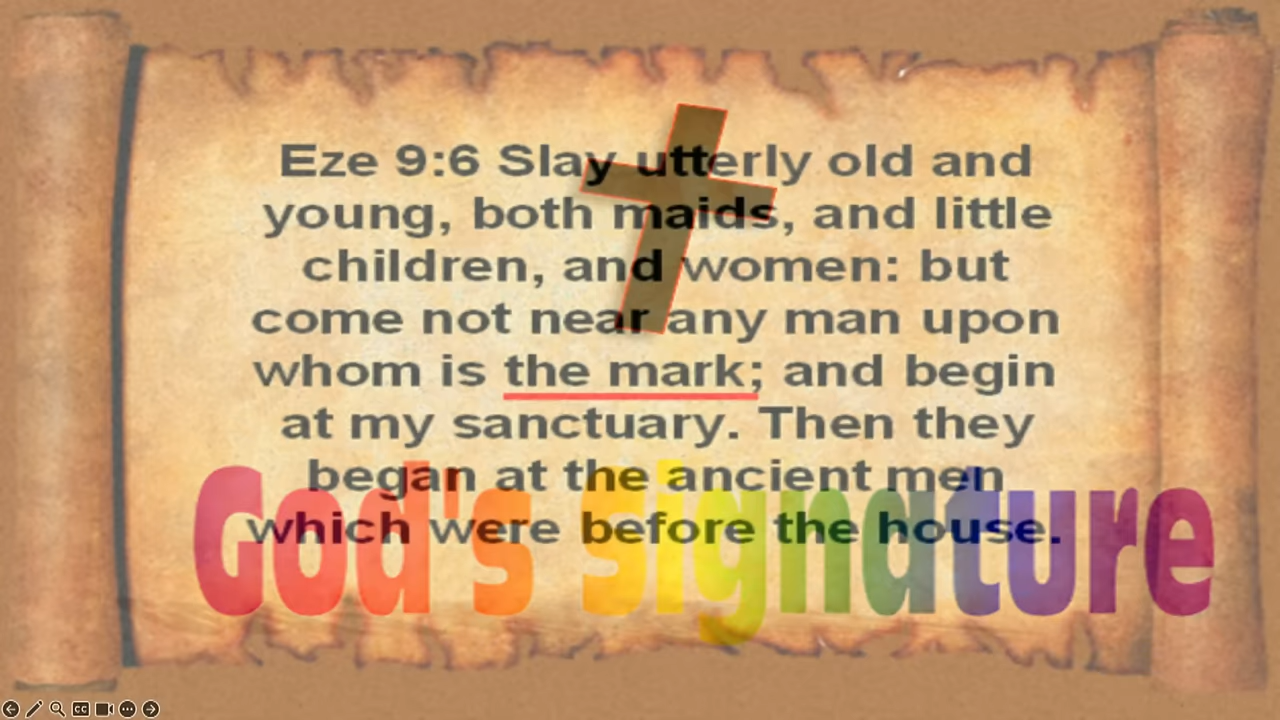 Eze 9:6 Slay utterly old and
young, both maids, and little
children, and women: but
come not near any man upon
whom is the mark; and begin
at my sanctuary. Then they
began at the ancient men
which were before the house.
God's signature
CC